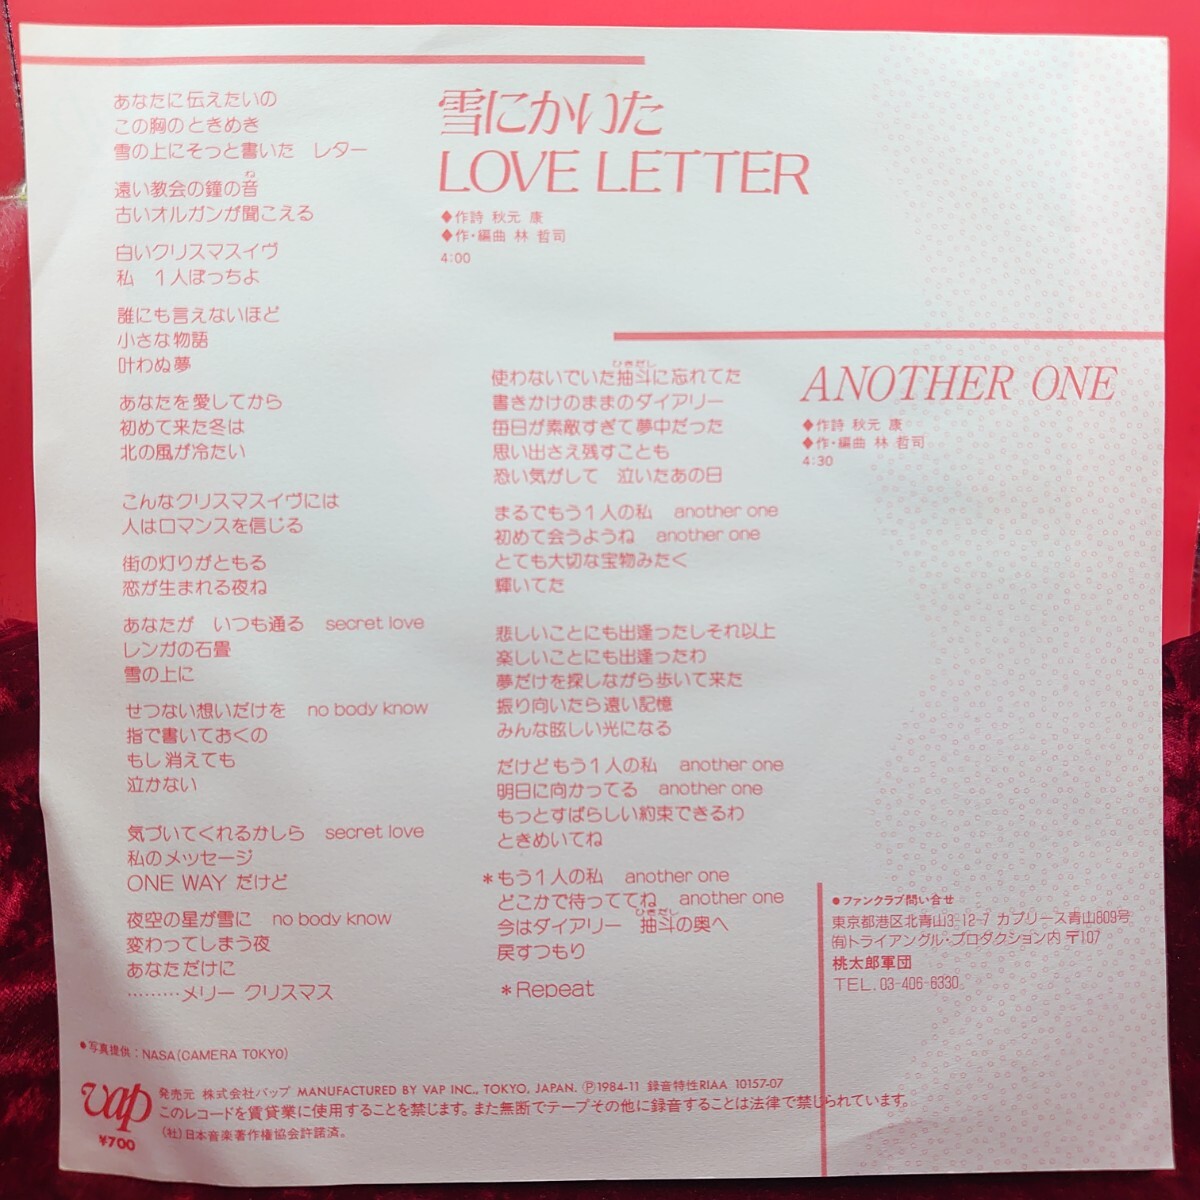 雪にかいた
LOVE LETTER
◆作詩 秋元 康
◆作・編曲 林 哲司
4:00
あなたに伝えたいの
この胸のときめき
雪の上にそっと書いた レター
ね
遠い教会の鐘の音
古いオルガンが聞こえる
白いクリスマスイヴ
私 1人ぼっちよ
誰にも言えないほど
小さな物語
叶わぬ夢
あなたを愛してから
初めて来た冬は
北の風が冷たい
こんなクリスマスイヴには
人はロマンスを信じる
街の灯りがともる
恋が生まれる夜ね
あなたが いつも通る secret love
レンガの石畳
雪の上に
せつない想いだけを no body know
指で書いておくの
もし消えても
泣かない
気づいてくれるかしら secret love
私のメッセージ
ONE WAY だけど
夜空の星が雪に no body know
変わってしまう夜
あなただけに
………メリー クリスマス
ANOTHER ONE
◆作詩 秋元 康
◆作・編曲 林 哲司
4:30
ひきだし
使わないでいた抽斗に忘れてた
書きかけのままのダイアリー
毎日が素敵すぎて夢中だった
思い出さえ残すことも
恐い気がして 泣いたあの日
まるでもう1人の私 another one
初めて会うようね another one
とても大切な宝物みたく
輝いてた
悲しいことにも出逢ったしそれ以上
楽しいことにも出逢ったわ
夢だけを探しながら歩いて来た
振り向いたら遠い記憶
みんな眩しい光になる
だけどもう1人の私 another one
明日に向かってる another one
もっとすばらしい約束できるわ
ときめいてね
*もう1人の私 another one
どこかで待っててね another one
ひきだし
今はダイアリー 抽斗の奥へ
戻すつもり
*Repeat
●ファンクラブ問い合せ
東京都港区北青山3-12-7 カプリース青山809号
㈲トライアングル・プロダクション内 〒107
桃太郎軍団
TEL.03-406-6330
●写真提供：NASA(CAMERA TOKYO)
vap
¥700
発売元 株式会社バップ MANUFACTURED BY VAP INC., TOKYO, JAPAN. Ⓟ1984-11 録音特性RIAA 10157-07
このレコードを賃貸業に使用することを禁じます。また無断でテープその他に録音することは法律で禁じられています。
(社)日本音楽著作権協会許諾済。